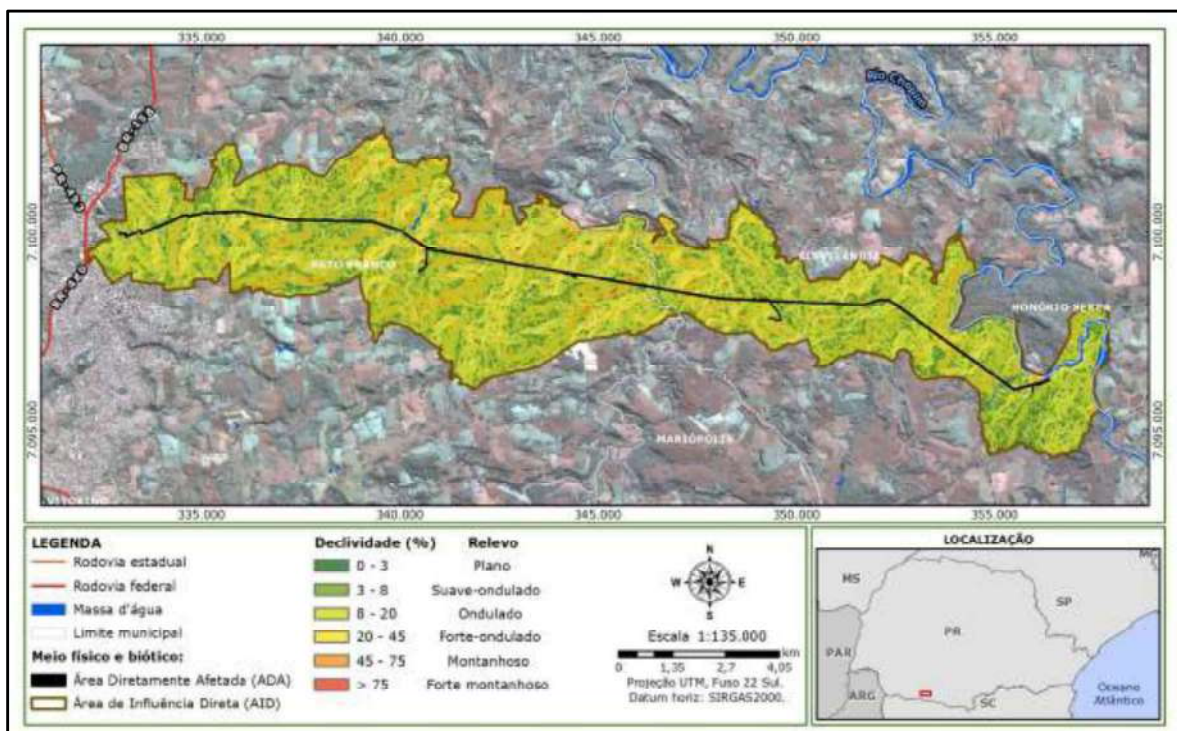 335.000 340.000 345.000 350.000 355.000
Rio Chopim
7.100.000 7.100.000
PATO BRANCO
HONÓRIO SERPA
7.095.000 7.095.000
MARIÓPOLIS
VITORINO
335.000 340.000 345.000 350.000 355.000
LEGENDA
Rodovia estadual
Rodovia federal
Massa d'água
Limite municipal
Meio físico e biótico:
Área Diretamente Afetada (ADA)
Área de Influência Direta (AID)
Declividade (%) Relevo
0 - 3 Plano
3 - 8 Suave-ondulado
8 - 20 Ondulado
20 - 45 Forte-ondulado
45 - 75 Montanhoso
> 75 Forte montanhoso
N
W E
S
Escala 1:135.000
km
0 1,35 2,7 4,05
Projeção UTM, Fuso 22 Sul.
Datum horiz: SIRGAS2000.
LOCALIZAÇÃO
MS
MG
SP
PR
PAR
ARG
SC
Oceano
Atlântico